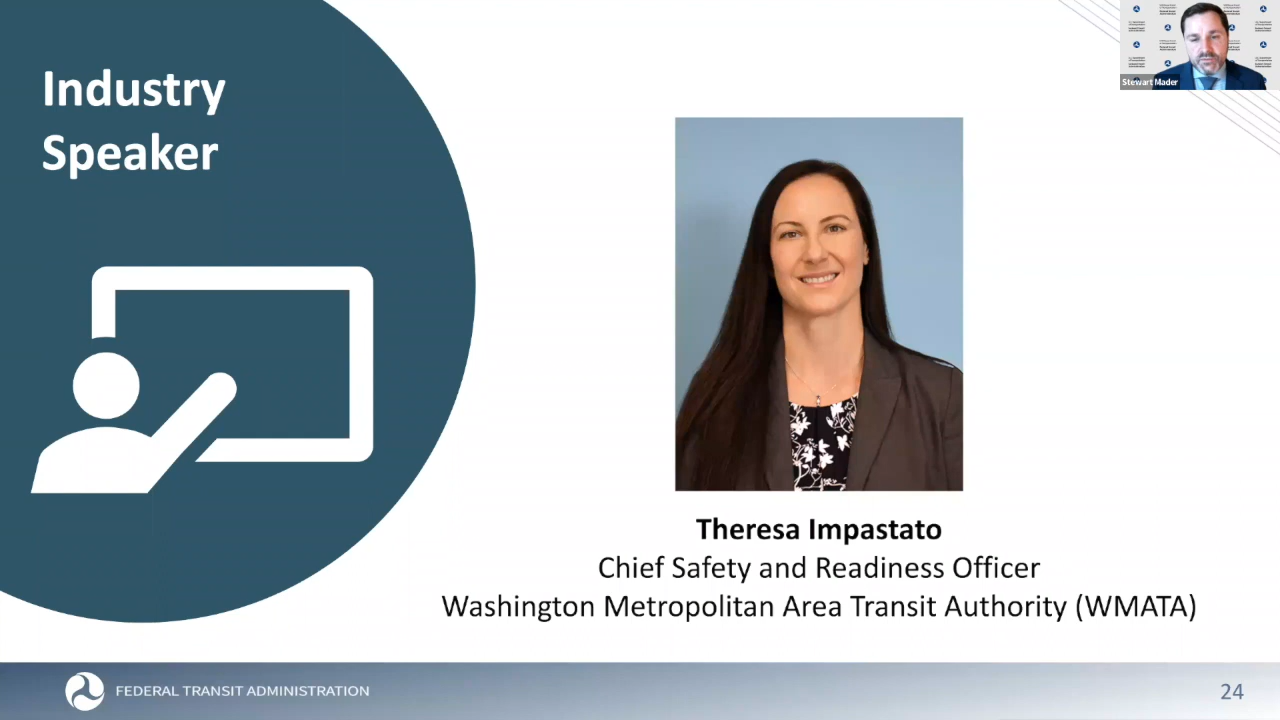 Industry
Speaker
Stewart Mader
Theresa Impastato
Chief Safety and Readiness Officer
Washington Metropolitan Area Transit Authority (WMATA)
FEDERAL TRANSIT ADMINISTRATION
24